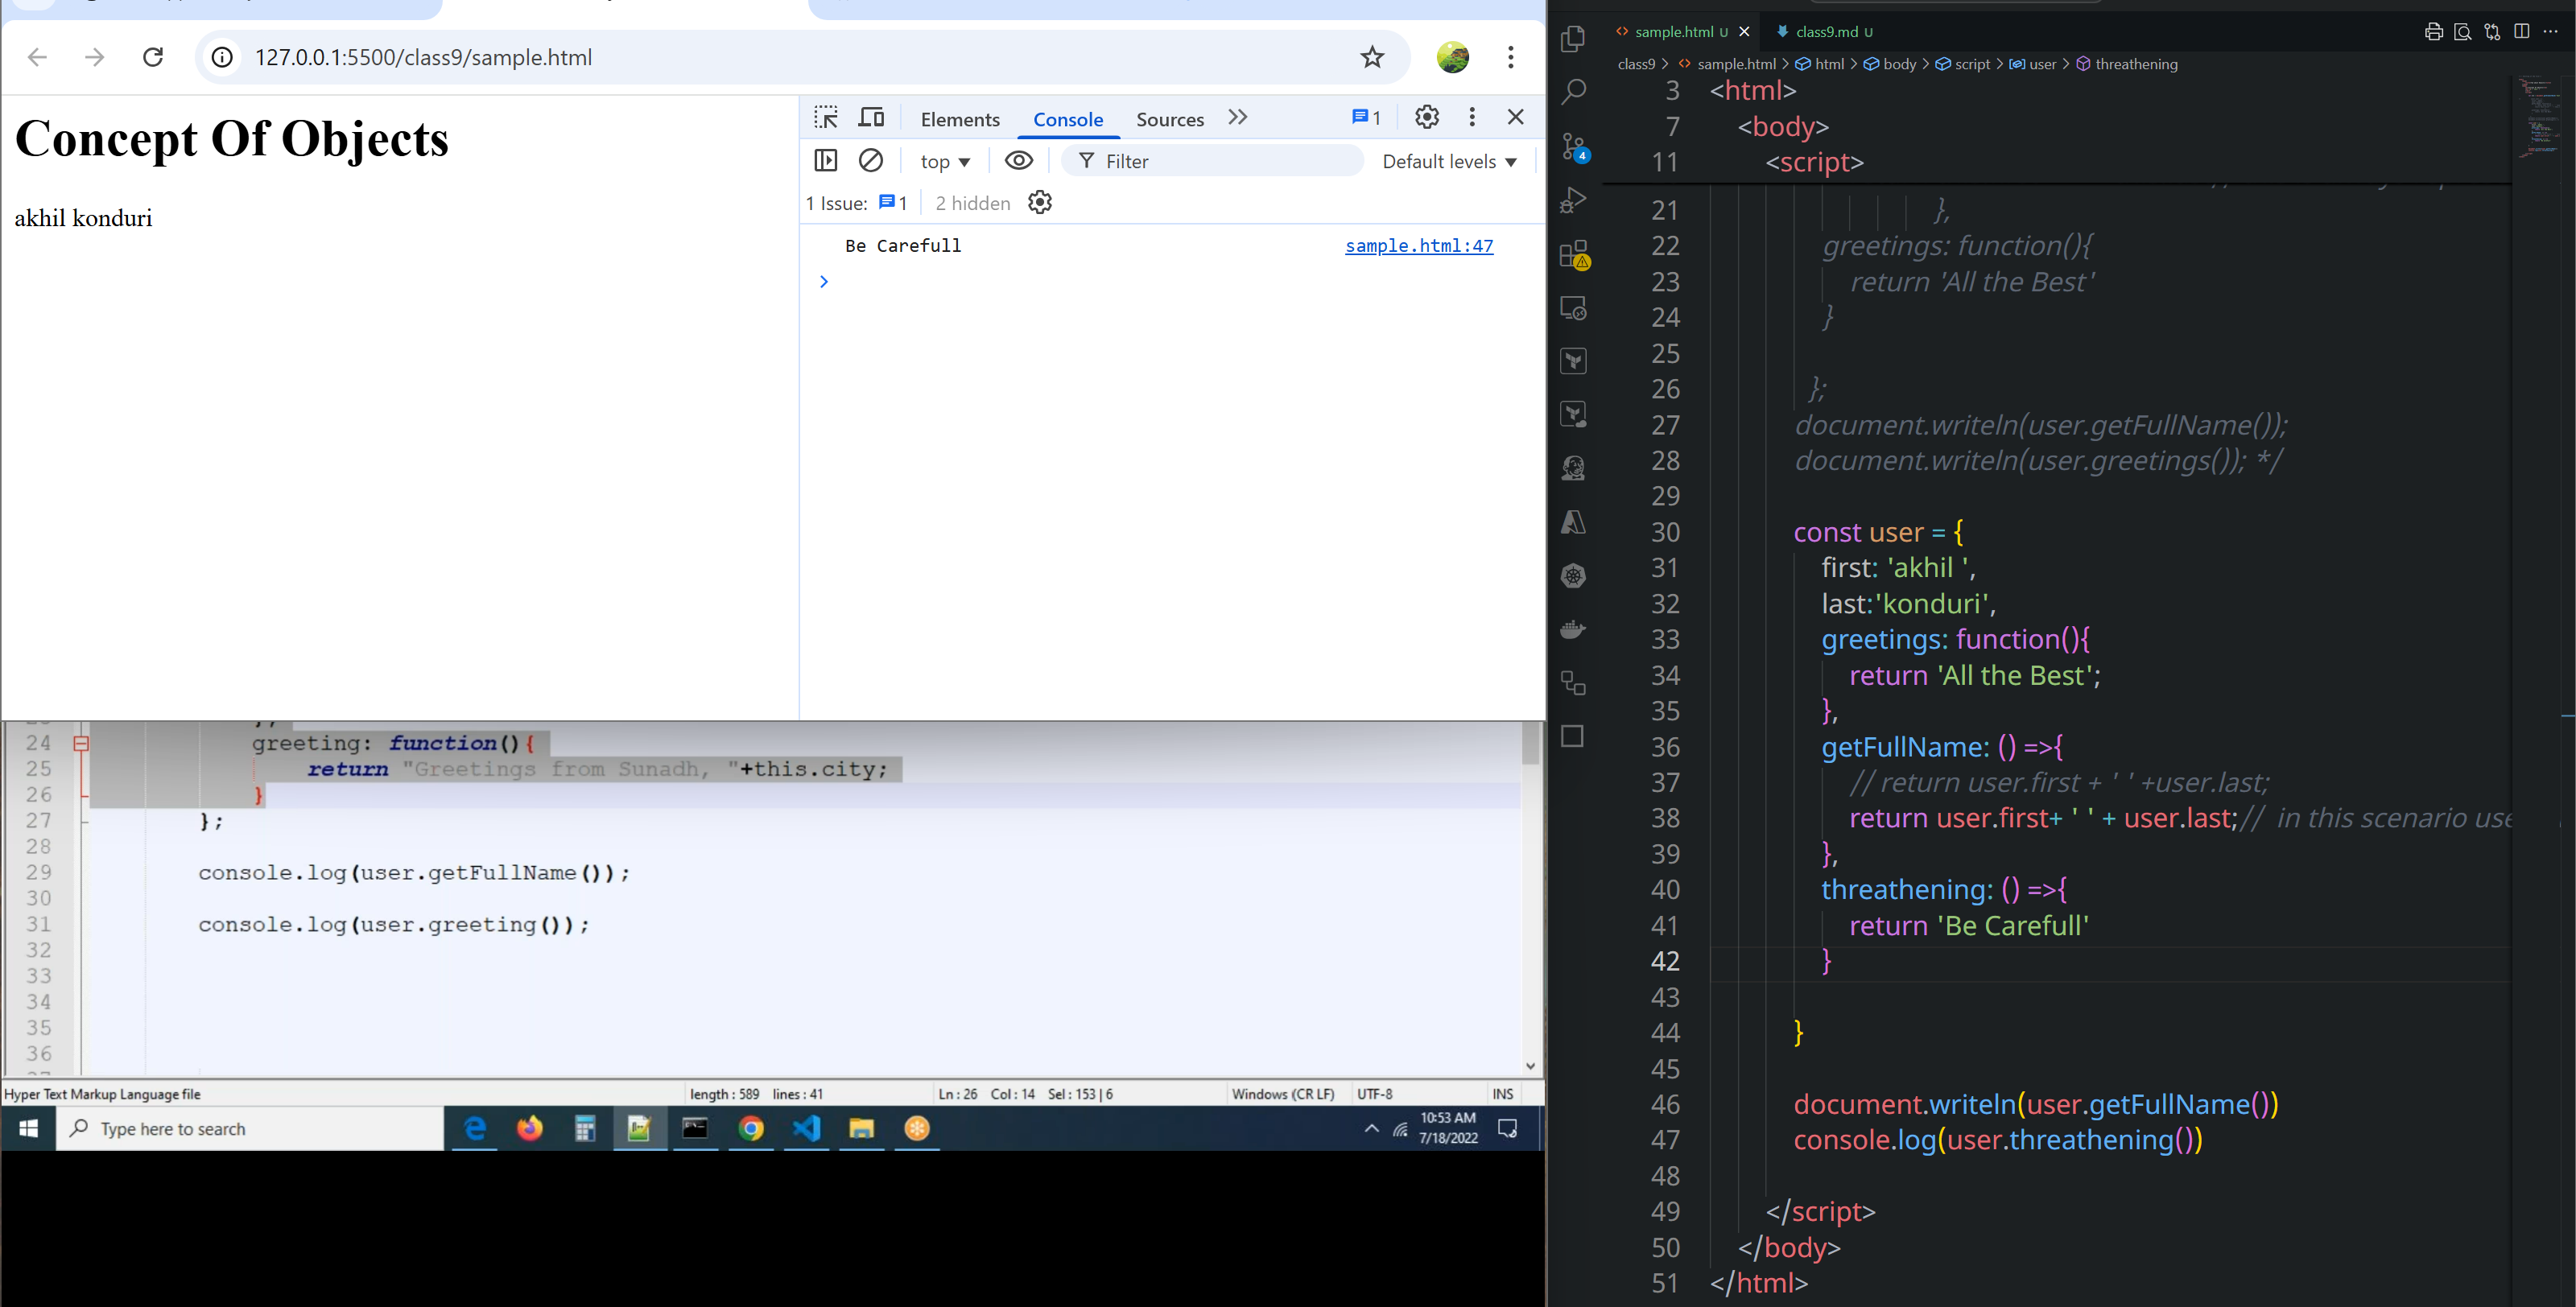 127.0.0.1:5500/class9/sample.html
Concept Of Objects
akhil konduri
Elements Console Sources 1
top Filter Default levels
1 Issue: 1 2 hidden
Be Carefull sample.html:47
24 greeting: function(){
25 return "Greetings from Sunadh, "+this.city;
26 }
27 };
28
29 console.log(user.getFullName());
30
31 console.log(user.greeting());
32
33
34
35
36
Hyper Text Markup Language file length : 589 lines : 41 Ln : 26 Col : 14 Sel : 153 | 6 Windows (CR LF) UTF-8 INS
Type here to search
10:53 AM
7/18/2022
sample.html U class9.md U
class9 > sample.html > html > body > script > user > threathening
4
3 <html>
7 <body>
11 <script>
21 },
22 greetings: function(){
23 return 'All the Best'
24 }
25
26 };
27 document.writeln(user.getFullName());
28 document.writeln(user.greetings()); */
29
30 const user = {
31 first: 'akhil ',
32 last:'konduri',
33 greetings: function(){
34 return 'All the Best';
35 },
36 getFullName: () =>{
37 // return user.first + ' ' +user.last;
38 return user.first+ ' ' + user.last;// in this scenario use
39 },
40 threathening: () =>{
41 return 'Be Carefull'
42 }
43
44 }
45
46 document.writeln(user.getFullName())
47 console.log(user.threathening())
48
49 </script>
50 </body>
51 </html>